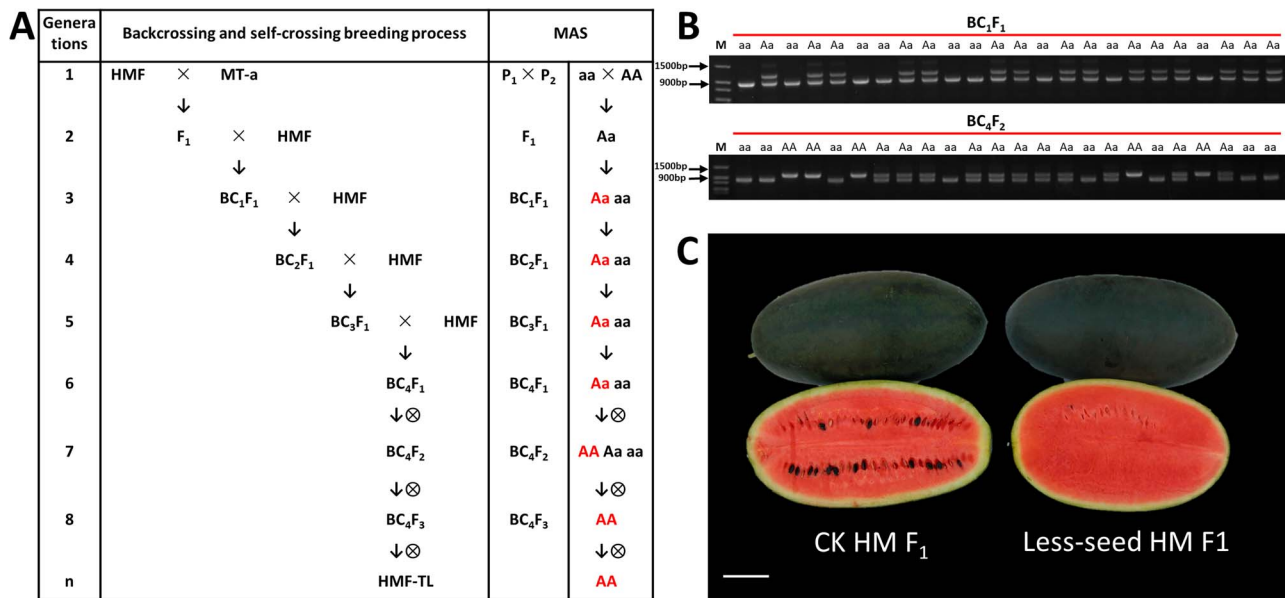 A
Genera tions
Backcrossing and self-crossing breeding process
MAS
1 HMF × MT-a P₁ × P₂ aa × AA
↓ ↓
2 F₁ × HMF F₁ Aa
↓ ↓
3 BC₁F₁ × HMF BC₁F₁ Aa aa
↓ ↓
4 BC₂F₁ × HMF BC₂F₁ Aa aa
↓ ↓
5 BC₃F₁ × HMF BC₃F₁ Aa aa
↓ ↓
6 BC₄F₁ BC₄F₁ Aa aa
↓⊗ ↓⊗
7 BC₄F₂ BC₄F₂ AA Aa aa
↓⊗ ↓⊗
8 BC₄F₃ BC₄F₃ AA
↓⊗ ↓⊗
n HMF-TL AA
B
BC₁F₁
M aa Aa aa Aa Aa aa aa Aa Aa aa aa Aa Aa aa Aa Aa aa Aa Aa Aa aa Aa Aa Aa
1500bp
900bp
BC₄F₂
M aa aa AA AA aa AA Aa Aa Aa aa Aa Aa Aa Aa Aa aa Aa AA aa Aa AA Aa aa aa
1500bp
900bp
C
CK HM F₁
Less-seed HM F1